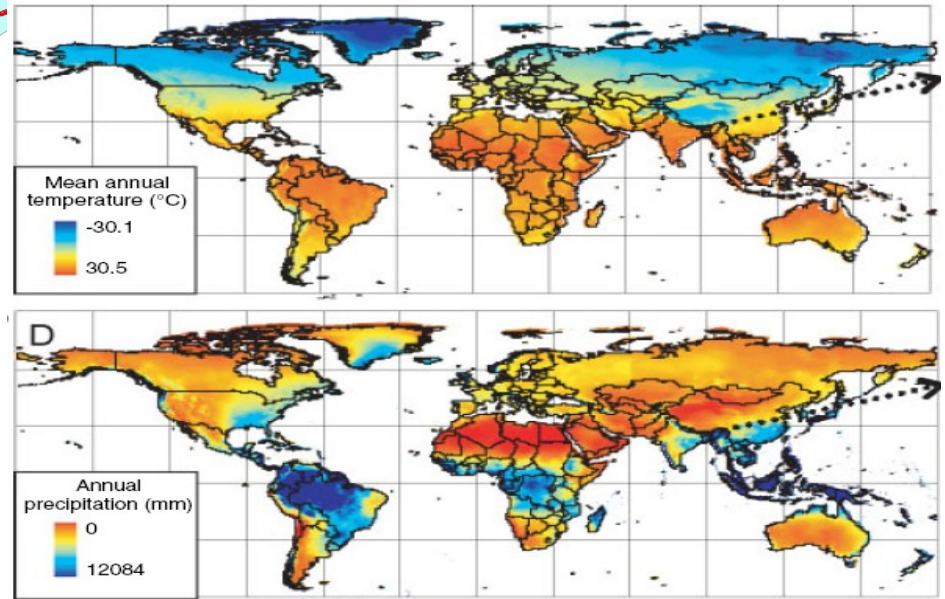 Mean annual
temperature (°C)
-30.1
30.5
D
Annual
precipitation (mm)
0
12084